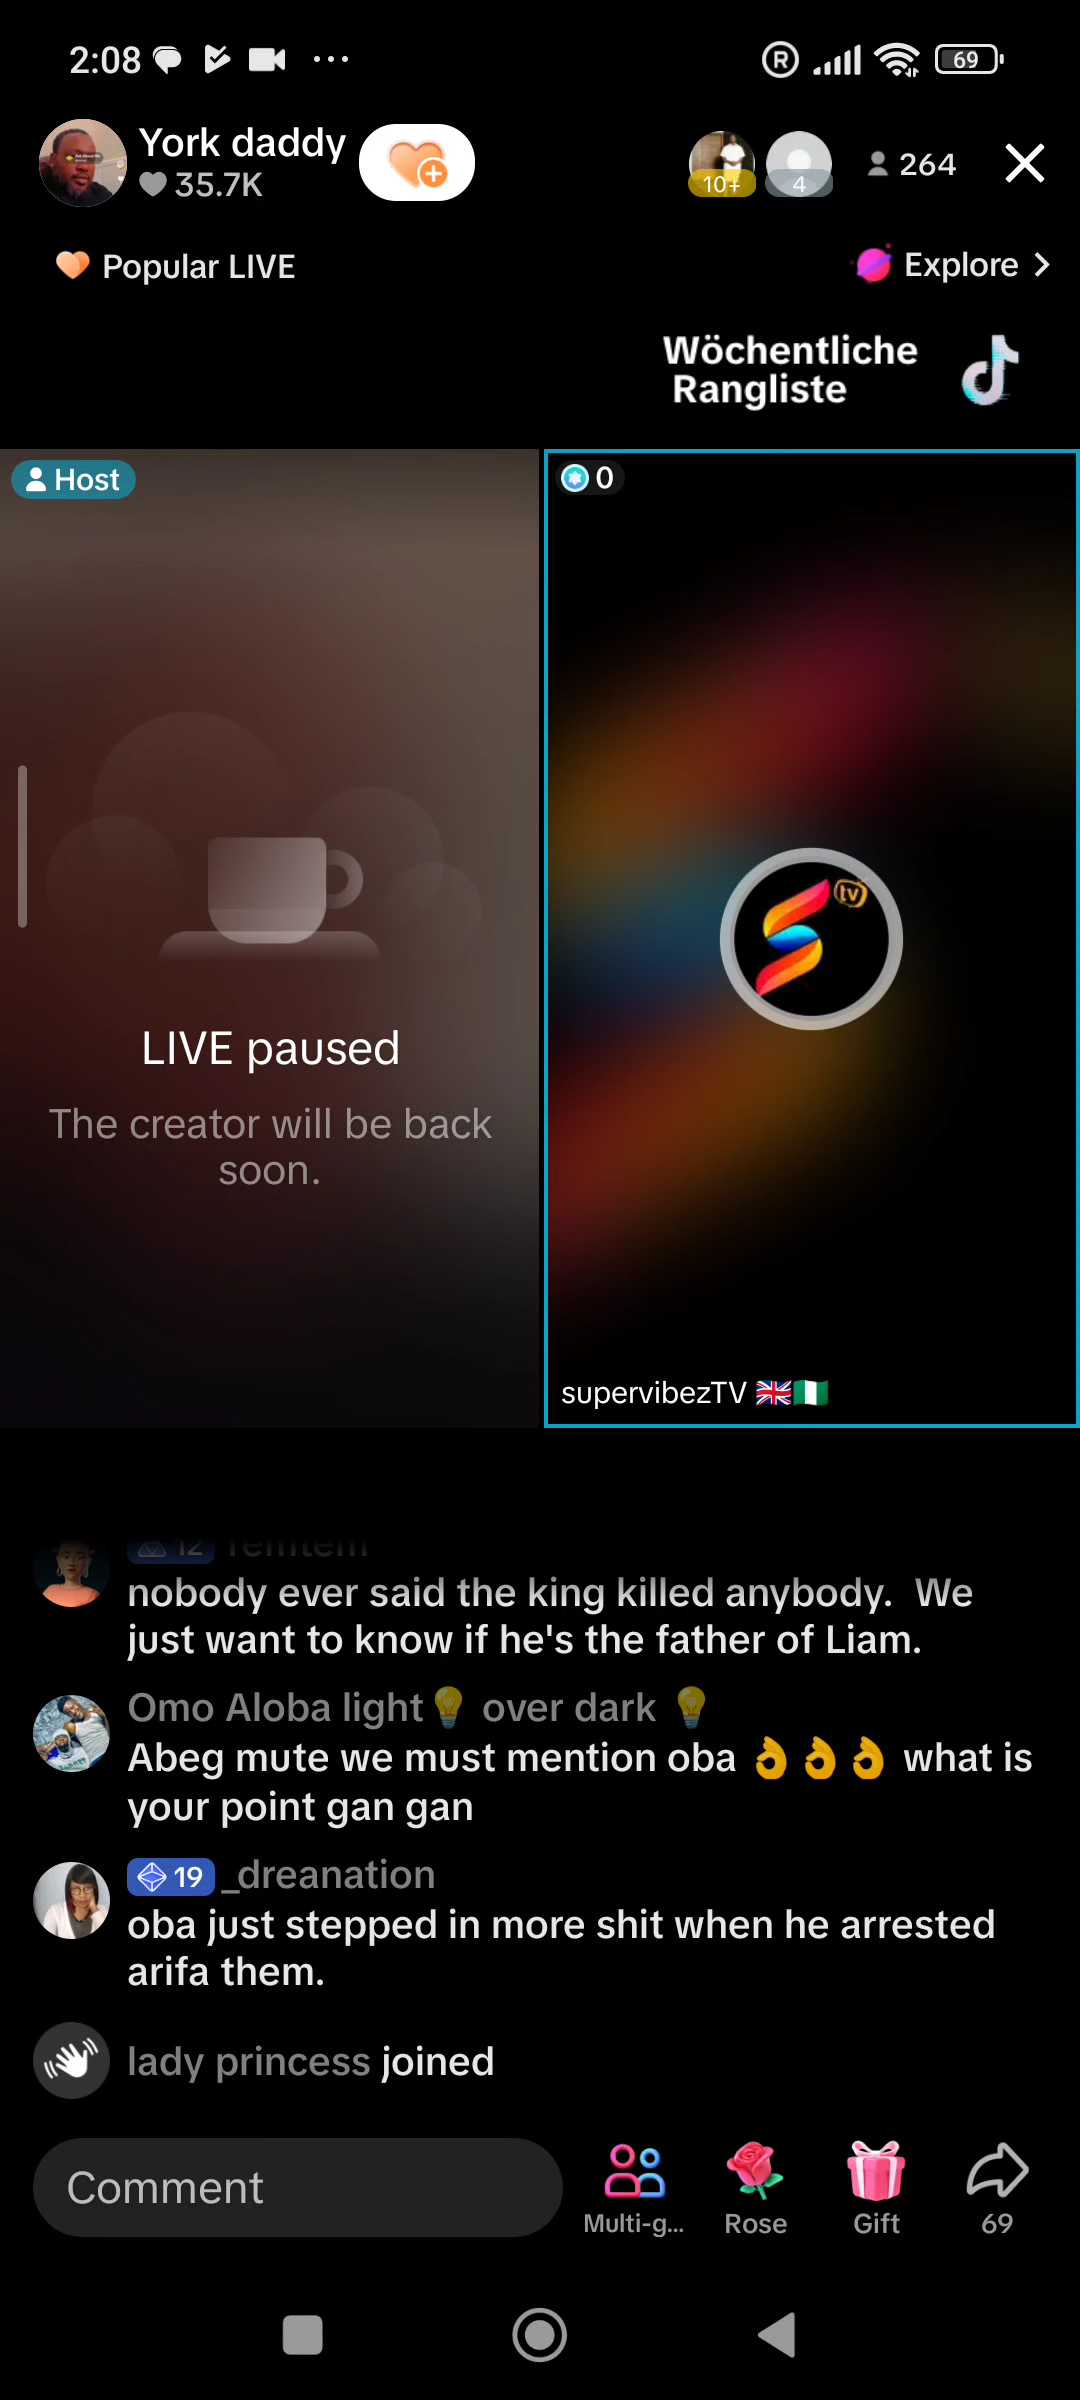 2:08
69
York daddy
35.7K
10+
4
264
Popular LIVE
Explore
Wöchentliche
Rangliste
Host
0
tv
LIVE paused
The creator will be back
soon.
supervibezTV 🇬🇧🇳🇬
12
nobody ever said the king killed anybody. We
just want to know if he's the father of Liam.
Omo Aloba light💡 over dark 💡
Abeg mute we must mention oba 👌👌👌 what is
your point gan gan
19 _dreanation
oba just stepped in more shit when he arrested
arifa them.
lady princess joined
Comment
Multi-g...
Rose
Gift
69